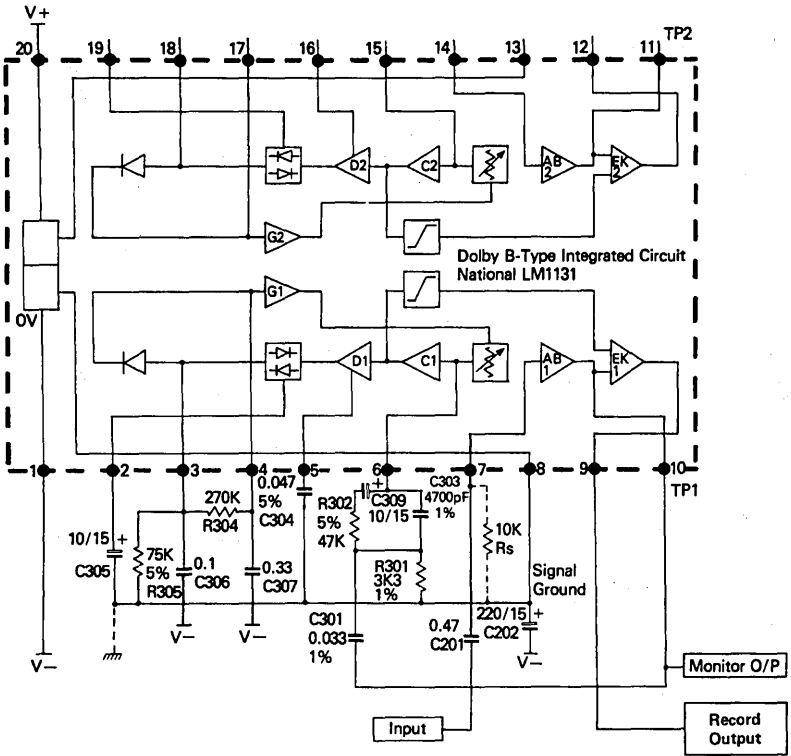 V+
TP2
20
19
18
17
16
15
14
13
12
11
D2
C2
AB
2
EK
2
G2
Dolby B-Type Integrated Circuit
National LM1131
G1
0V
D1
C1
AB
1
EK
1
1
2
3
4
5
6
7
8
9
10
TP1
270K
R304
0.047
5%
C304
R302
5%
47K
+
C309
10/15
C303
4700pF
1%
10K
Rs
10/15
+
C305
75K
5%
R305
0.1
C306
0.33
C307
R301
3K3
1%
Signal
Ground
C301
0.033
1%
0.47
C201
220/15
+
C202
V–
V–
V–
V–
Monitor O/P
Input
Record
Output